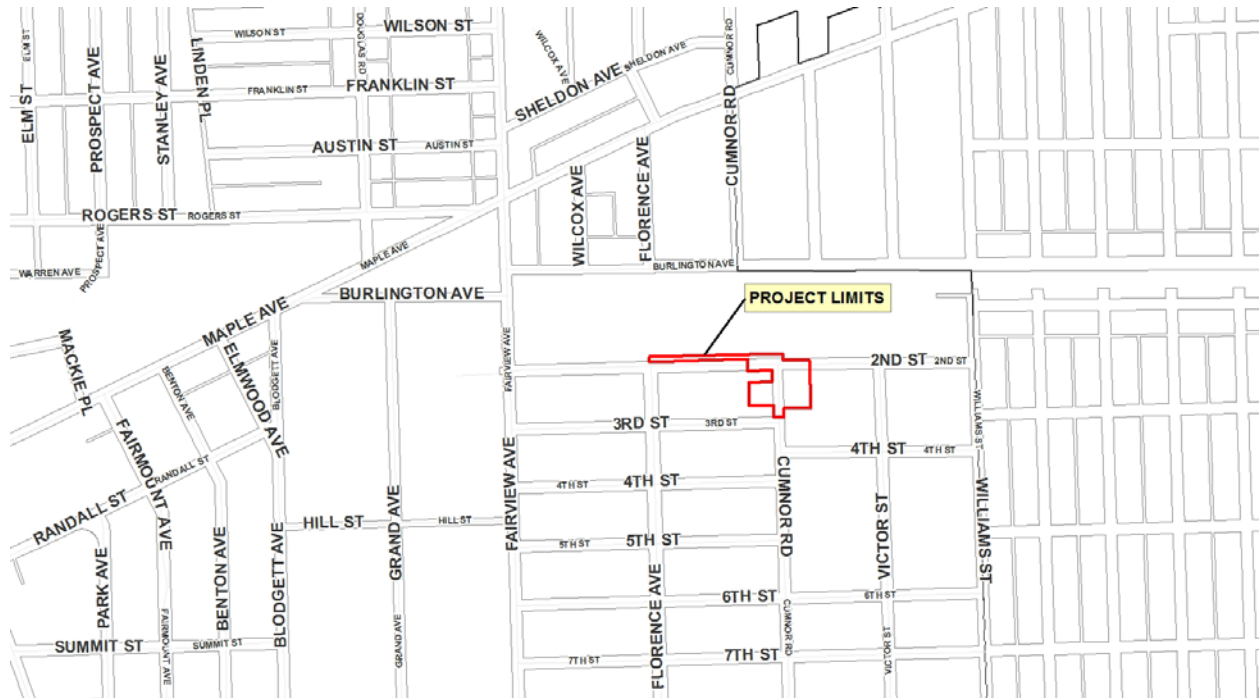 WILSON ST
WILSON ST
DOUGLAS RD
ELM ST
ELM ST
PROSPECT AVE
STANLEY AVE
LINDEN PL
FRANKLIN ST
FRANKLIN ST
AUSTIN ST
AUSTIN ST
WILCOX AVE
SHELDON AVE
SHELDON AVE
CUMNOR RD
CUMNOR RD
ROGERS ST
ROGERS ST
PROSPECT AVE
WARREN AVE
MAPLE AVE
MAPLE AVE
WILCOX AVE
FLORENCE AVE
BURLINGTON AVE
BURLINGTON AVE
PROJECT LIMITS
MACKIE PL
BENTON AVE
ELMWOOD AVE
BLODGETT AVE
FAIRVIEW AVE
2ND ST
2ND ST
3RD ST
3RD ST
WILLIAMS ST
4TH ST
4TH ST
4TH ST
4TH ST
FAIRMOUNT AVE
RANDALL ST
RANDALL ST
HILL ST
HILL ST
GRAND AVE
FAIRVIEW AVE
CUMNOR RD
VICTOR ST
WILLIAMS ST
5TH ST
5TH ST
PARK AVE
BENTON AVE
BLODGETT AVE
6TH ST
6TH ST
FAIRMOUNT AVE
SUMMIT ST
SUMMIT ST
GRAND AVE
FLORENCE AVE
CUMNOR RD
VICTOR ST
7TH ST
7TH ST